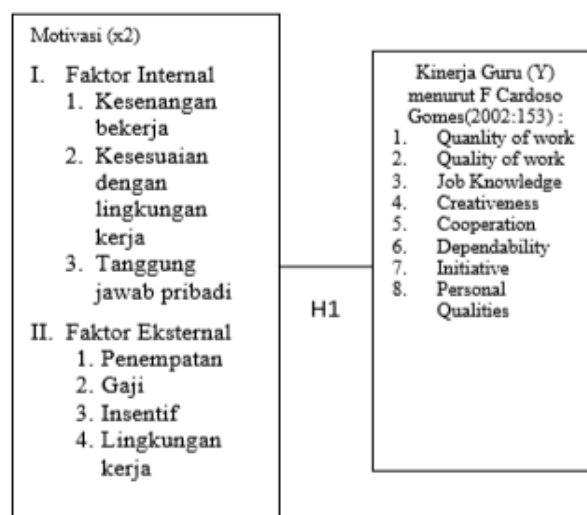 Motivasi (x2)
I. Faktor Internal
1. Kesenangan
bekerja
2. Kesesuaian
dengan
lingkungan
kerja
3. Tanggung
jawab pribadi
II. Faktor Eksternal
1. Penempatan
2. Gaji
3. Insentif
4. Lingkungan
kerja
H1
Kinerja Guru (Y)
menurut F Cardoso
Gomes(2002:153) :
1. Quanlity of work
2. Quality of work
3. Job Knowledge
4. Creativeness
5. Cooperation
6. Dependability
7. Initiative
8. Personal
Qualities